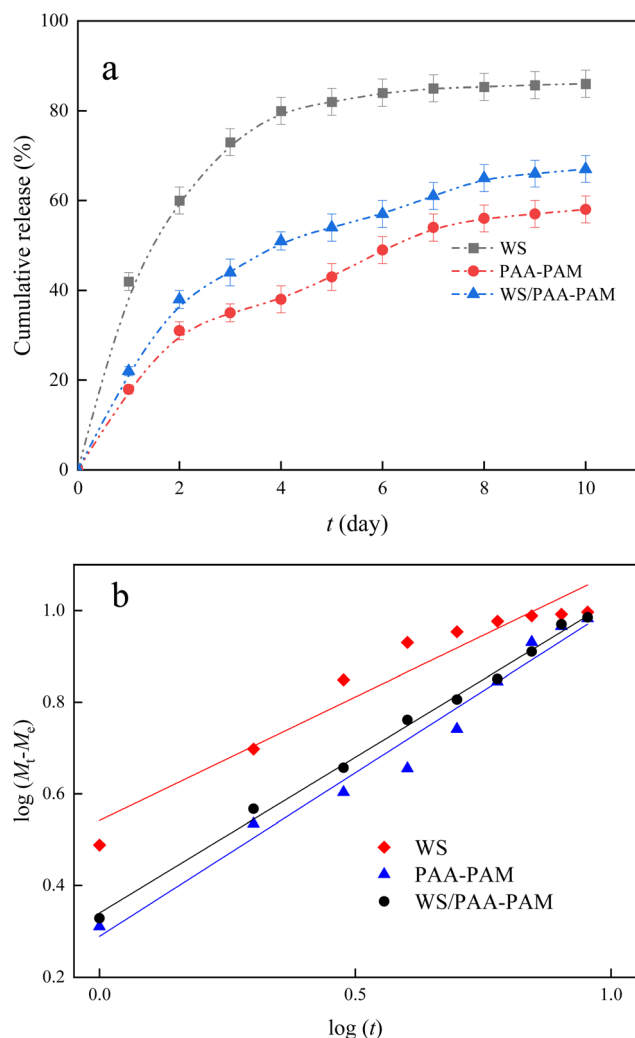 a
100
80
60
40
20
0
Cumulative release (%)
WS
PAA-PAM
WS/PAA-PAM
0 2 4 6 8 10
t (day)
b
1.0
0.8
0.6
0.4
0.2
log (Mt-Me)
WS
PAA-PAM
WS/PAA-PAM
0.0 0.5 1.0
log (t)